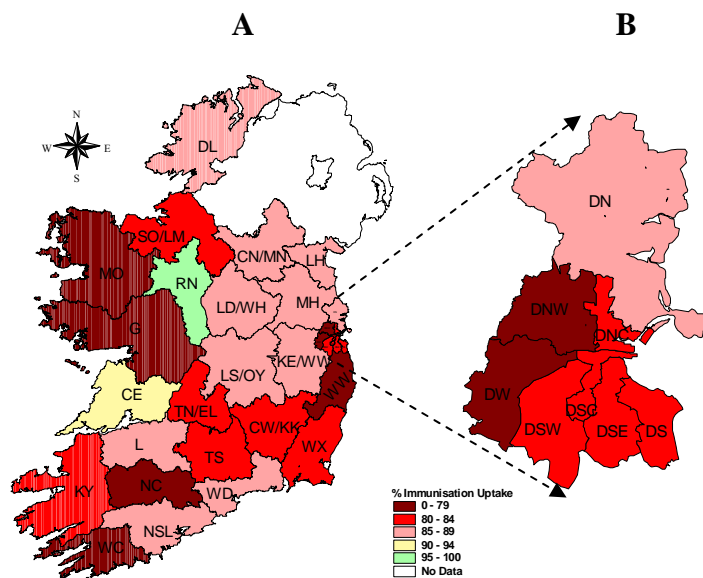 A
B
N
W E
S
DL
SO/LM
MO
RN
CN/MN
LH
LD/WH
MH
G
KE/WW
LS/OY
WW
CE
TN/EL
CW/KK
L
TS
WX
KY
NC
WD
NSL
WC
DN
DNW
DNC
DW
DSC
DSW
DSE
DS
% Immunisation Uptake
0 - 79
80 - 84
85 - 89
90 - 94
95 - 100
No Data